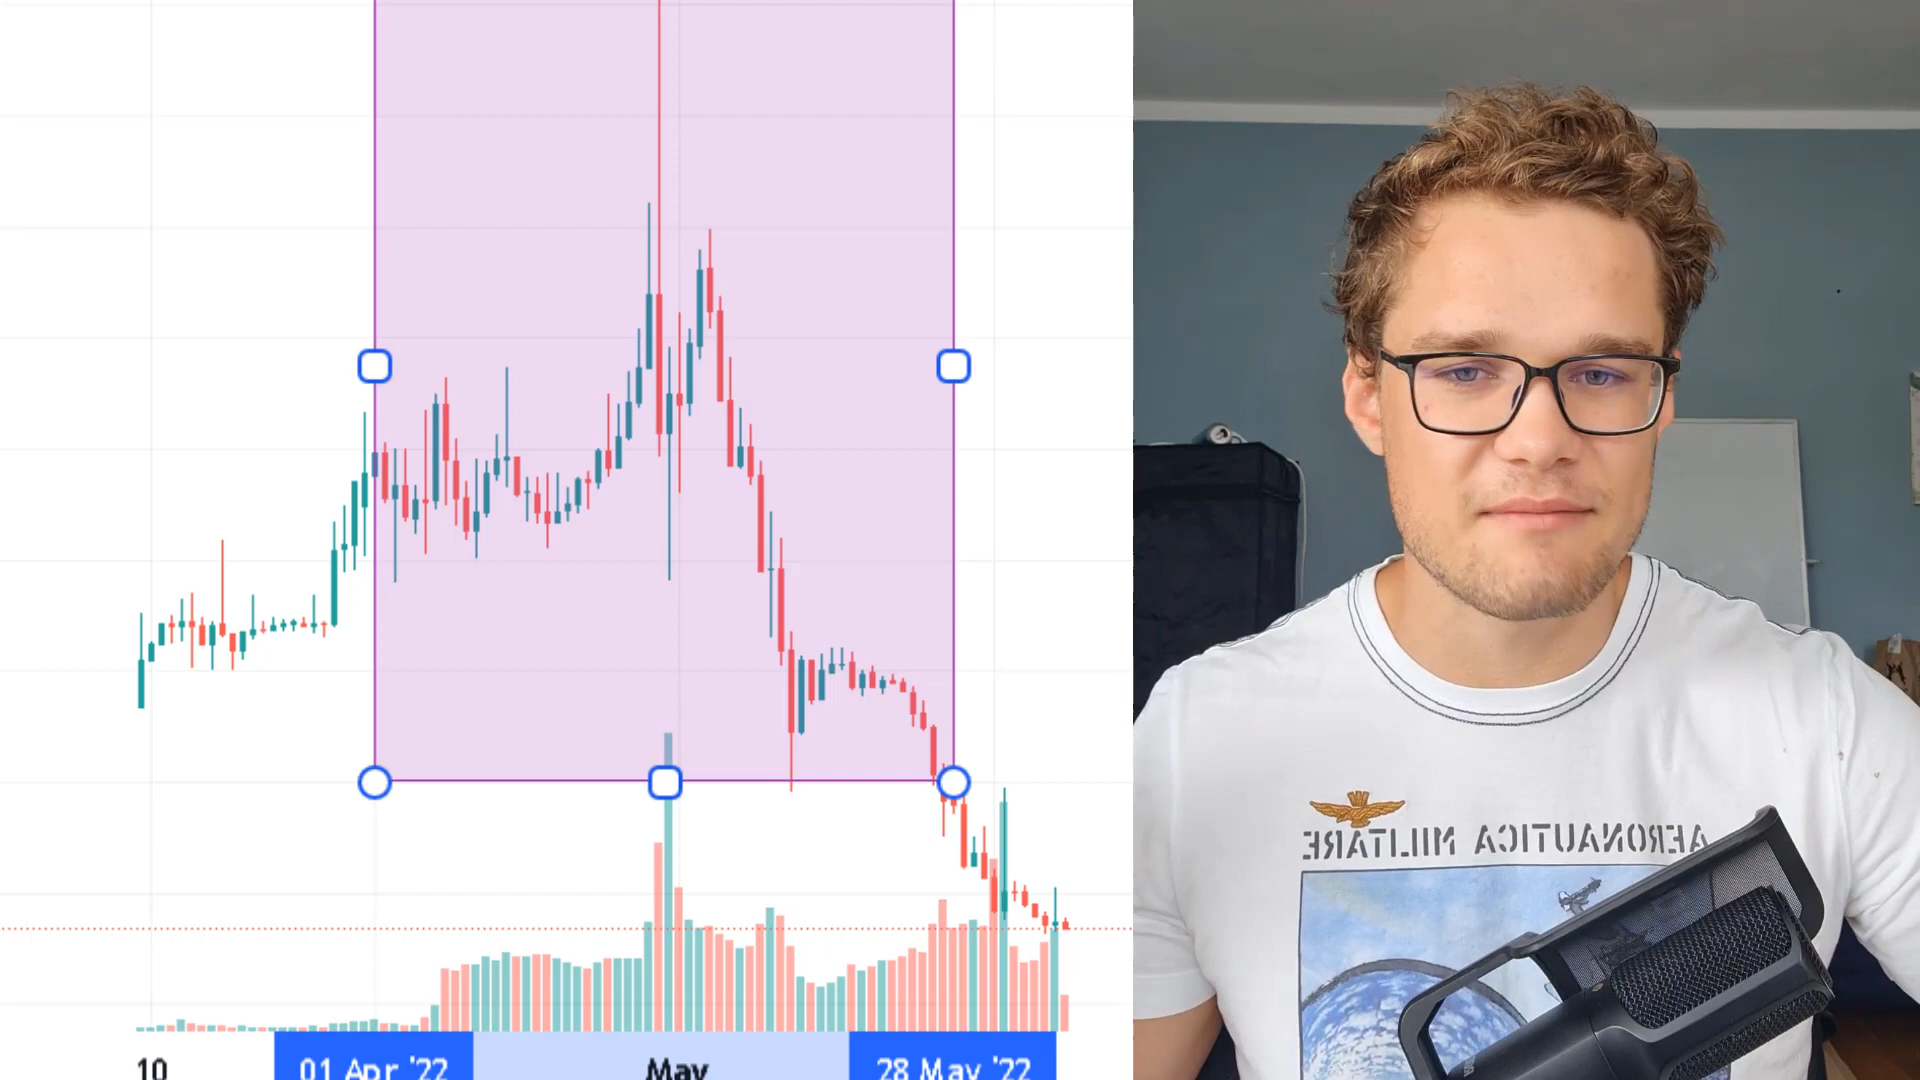 10
01 Apr '22
May
28 May '22
AERONAUTICA MILITARE